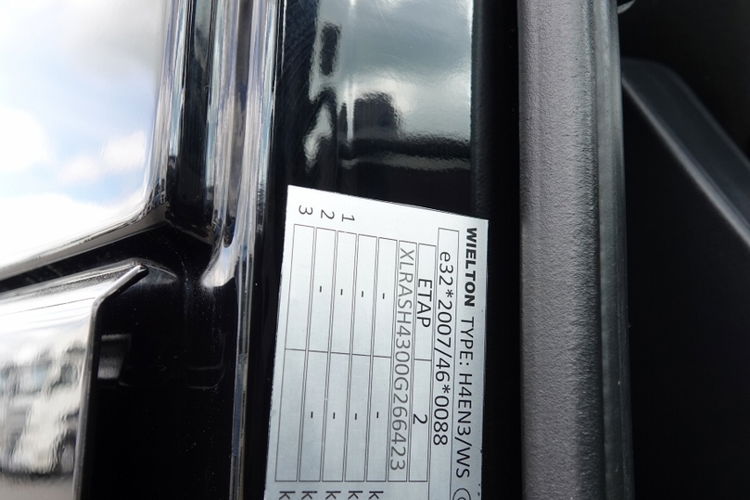 WIELTON TYPE: H4EN3/WS
e32*2007/46*0088
ETAP 2
XLRASH4300G266423
- - k
- - k
1 - - k
2 - - k
3